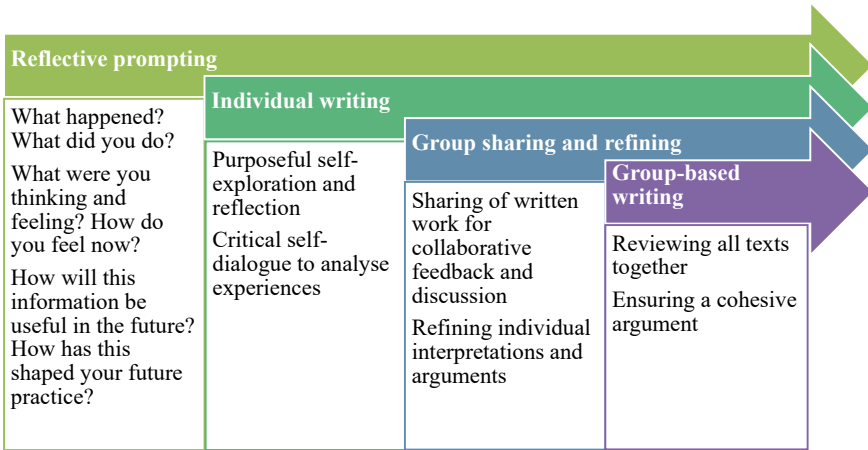 Reflective prompting
What happened?
What did you do?
What were you
thinking and
feeling? How do
you feel now?
How will this
information be
useful in the future?
How has this
shaped your future
practice?
Individual writing
Purposeful self-
exploration and
reflection
Critical self-
dialogue to analyse
experiences
Group sharing and refining
Sharing of written
work for
collaborative
feedback and
discussion
Refining individual
interpretations and
arguments
Group-based
writing
Reviewing all texts
together
Ensuring a cohesive
argument